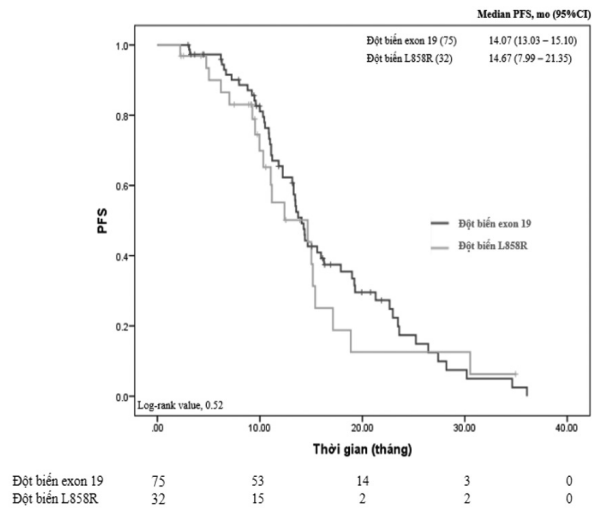 Median PFS, mo (95%CI)
Đột biến exon 19 (75) 14.07 (13.03 – 15.10)
Đột biến L858R (32) 14.67 (7.99 – 21.35)
1.0
0.8
0.6
0.4
0.2
0.0
PFS
Đột biến exon 19
Đột biến L858R
Log-rank value, 0.52
.00 10.00 20.00 30.00 40.00
Thời gian (tháng)
Đột biến exon 19 75 53 14 3 0
Đột biến L858R 32 15 2 2 0